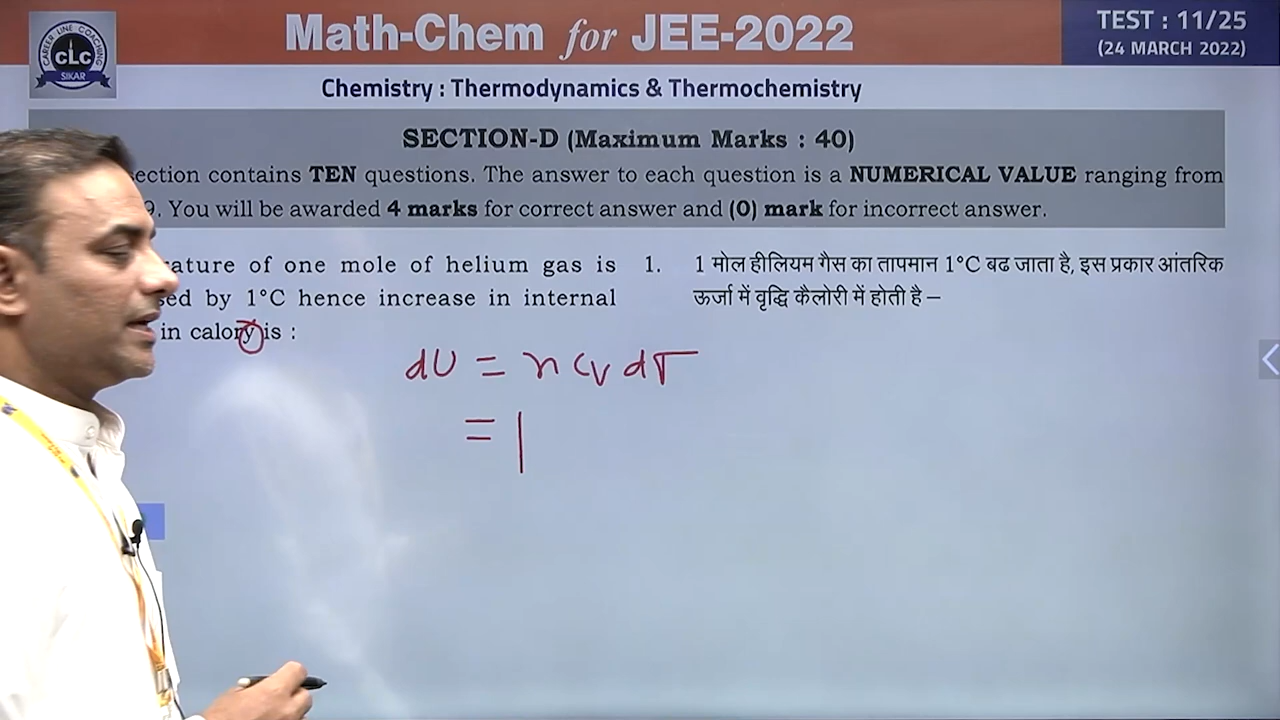 Math-Chem for JEE-2022
TEST : 11/25
(24 MARCH 2022)
CAREER LINE COACHING
CLC
SIKAR
Chemistry : Thermodynamics & Thermochemistry
SECTION-D (Maximum Marks : 40)
section contains TEN questions. The answer to each question is a NUMERICAL VALUE ranging from
9. You will be awarded 4 marks for correct answer and (0) mark for incorrect answer.
of one mole of helium gas is
by 1°C hence increase in internal
in calory is :
1. 1 मोल हीलियम गैस का तापमान 1°C बढ जाता है, इस प्रकार आंतरिक
ऊर्जा में वृद्धि कैलोरी में होती है –
dU = n Cv dT
= 1